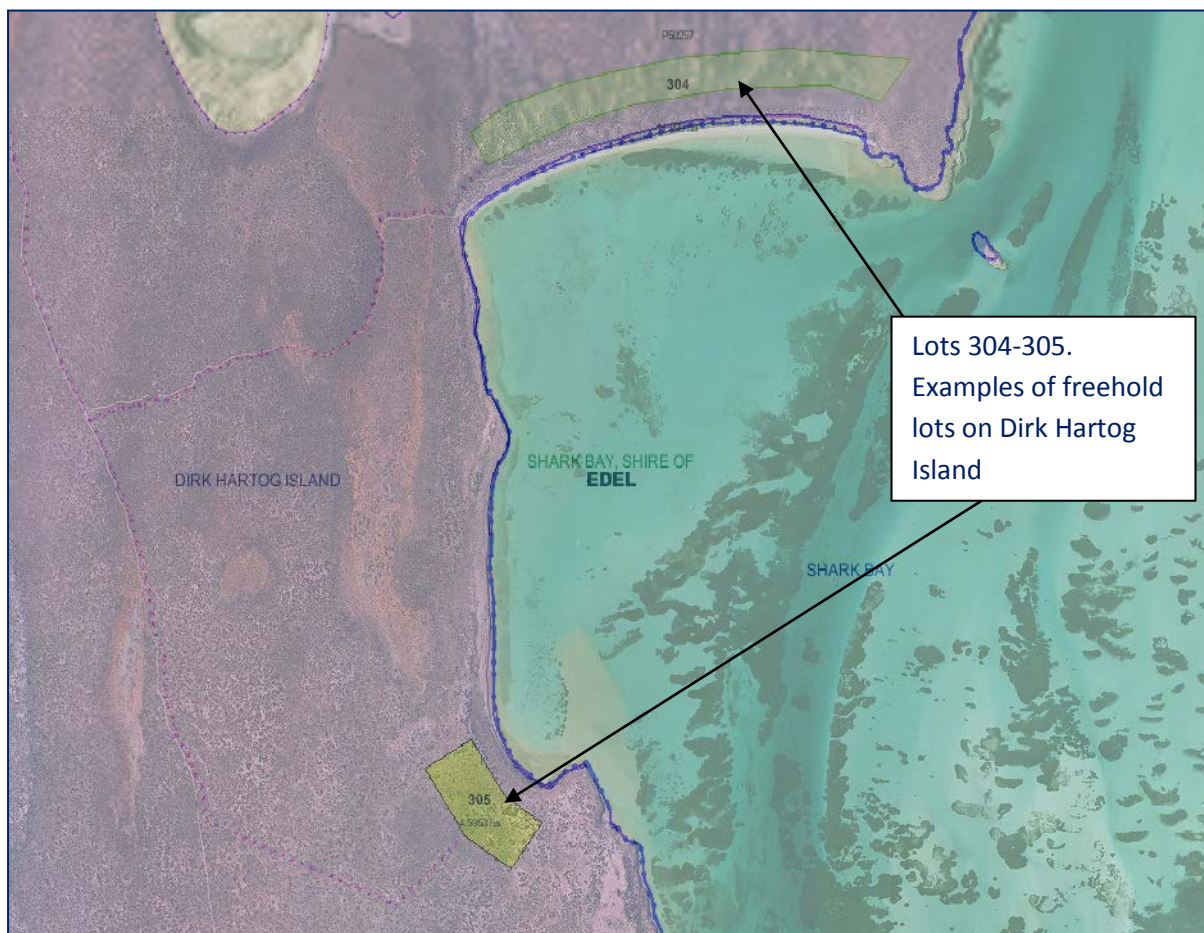 P50257
304
Lots 304-305.
Examples of freehold
lots on Dirk Hartog
Island
DIRK HARTOG ISLAND
SHARK BAY, SHIRE OF
EDEL
SHARK BAY
305